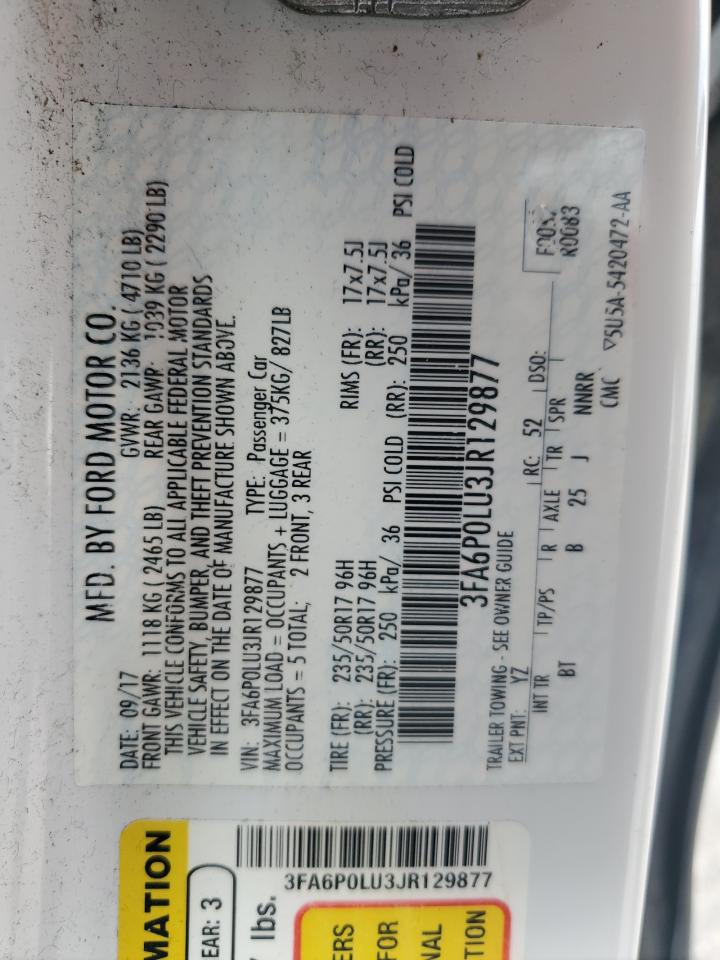 MFD. BY FORD MOTOR CO.
DATE: 09/17 GVWR: 2136 KG ( 4710 LB)
FRONT GAWR: 1118 KG ( 2465 LB) REAR GAWR: 1039 KG ( 2290 LB)
THIS VEHICLE CONFORMS TO ALL APPLICABLE FEDERAL MOTOR
VEHICLE SAFETY, BUMPER, AND THEFT PREVENTION STANDARDS
IN EFFECT ON THE DATE OF MANUFACTURE SHOWN ABOVE.
VIN: 3FA6P0LU3JR129877 TYPE: Passenger Car
MAXIMUM LOAD = OCCUPANTS + LUGGAGE = 375KG/ 827LB
OCCUPANTS = 5 TOTAL; 2 FRONT, 3 REAR
TIRE (FR): 235/50R17 96H RIMS (FR): 17x7.5J
(RR): 235/50R17 96H (RR): 17x7.5J
PRESSURE (FR): 250 kPa/ 36 PSI COLD (RR): 250 kPa/ 36 PSI COLD
3FA6P0LU3JR129877
TRAILER TOWING - SEE OWNER GUIDE
EXT PNT: YZ RC: 52 DSO:
INT TR TP/PS R AXLE TR SPR R0083
BT B 25 J NNRR
CMC 5U5A-5420472-AA
MATION
EAR: 3
lbs.
3FA6P0LU3JR129877
ERS
FOR
NAL
TION